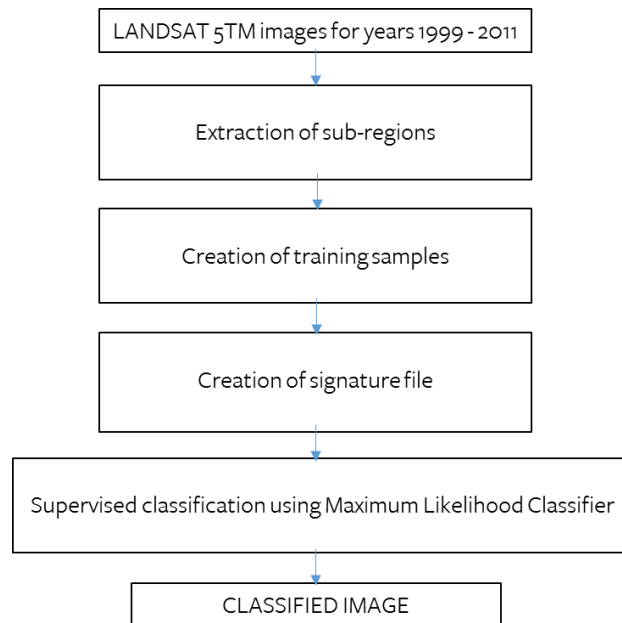 LANDSAT 5TM images for years 1999 - 2011
Extraction of sub-regions
Creation of training samples
Creation of signature file
Supervised classification using Maximum Likelihood Classifier
CLASSIFIED IMAGE